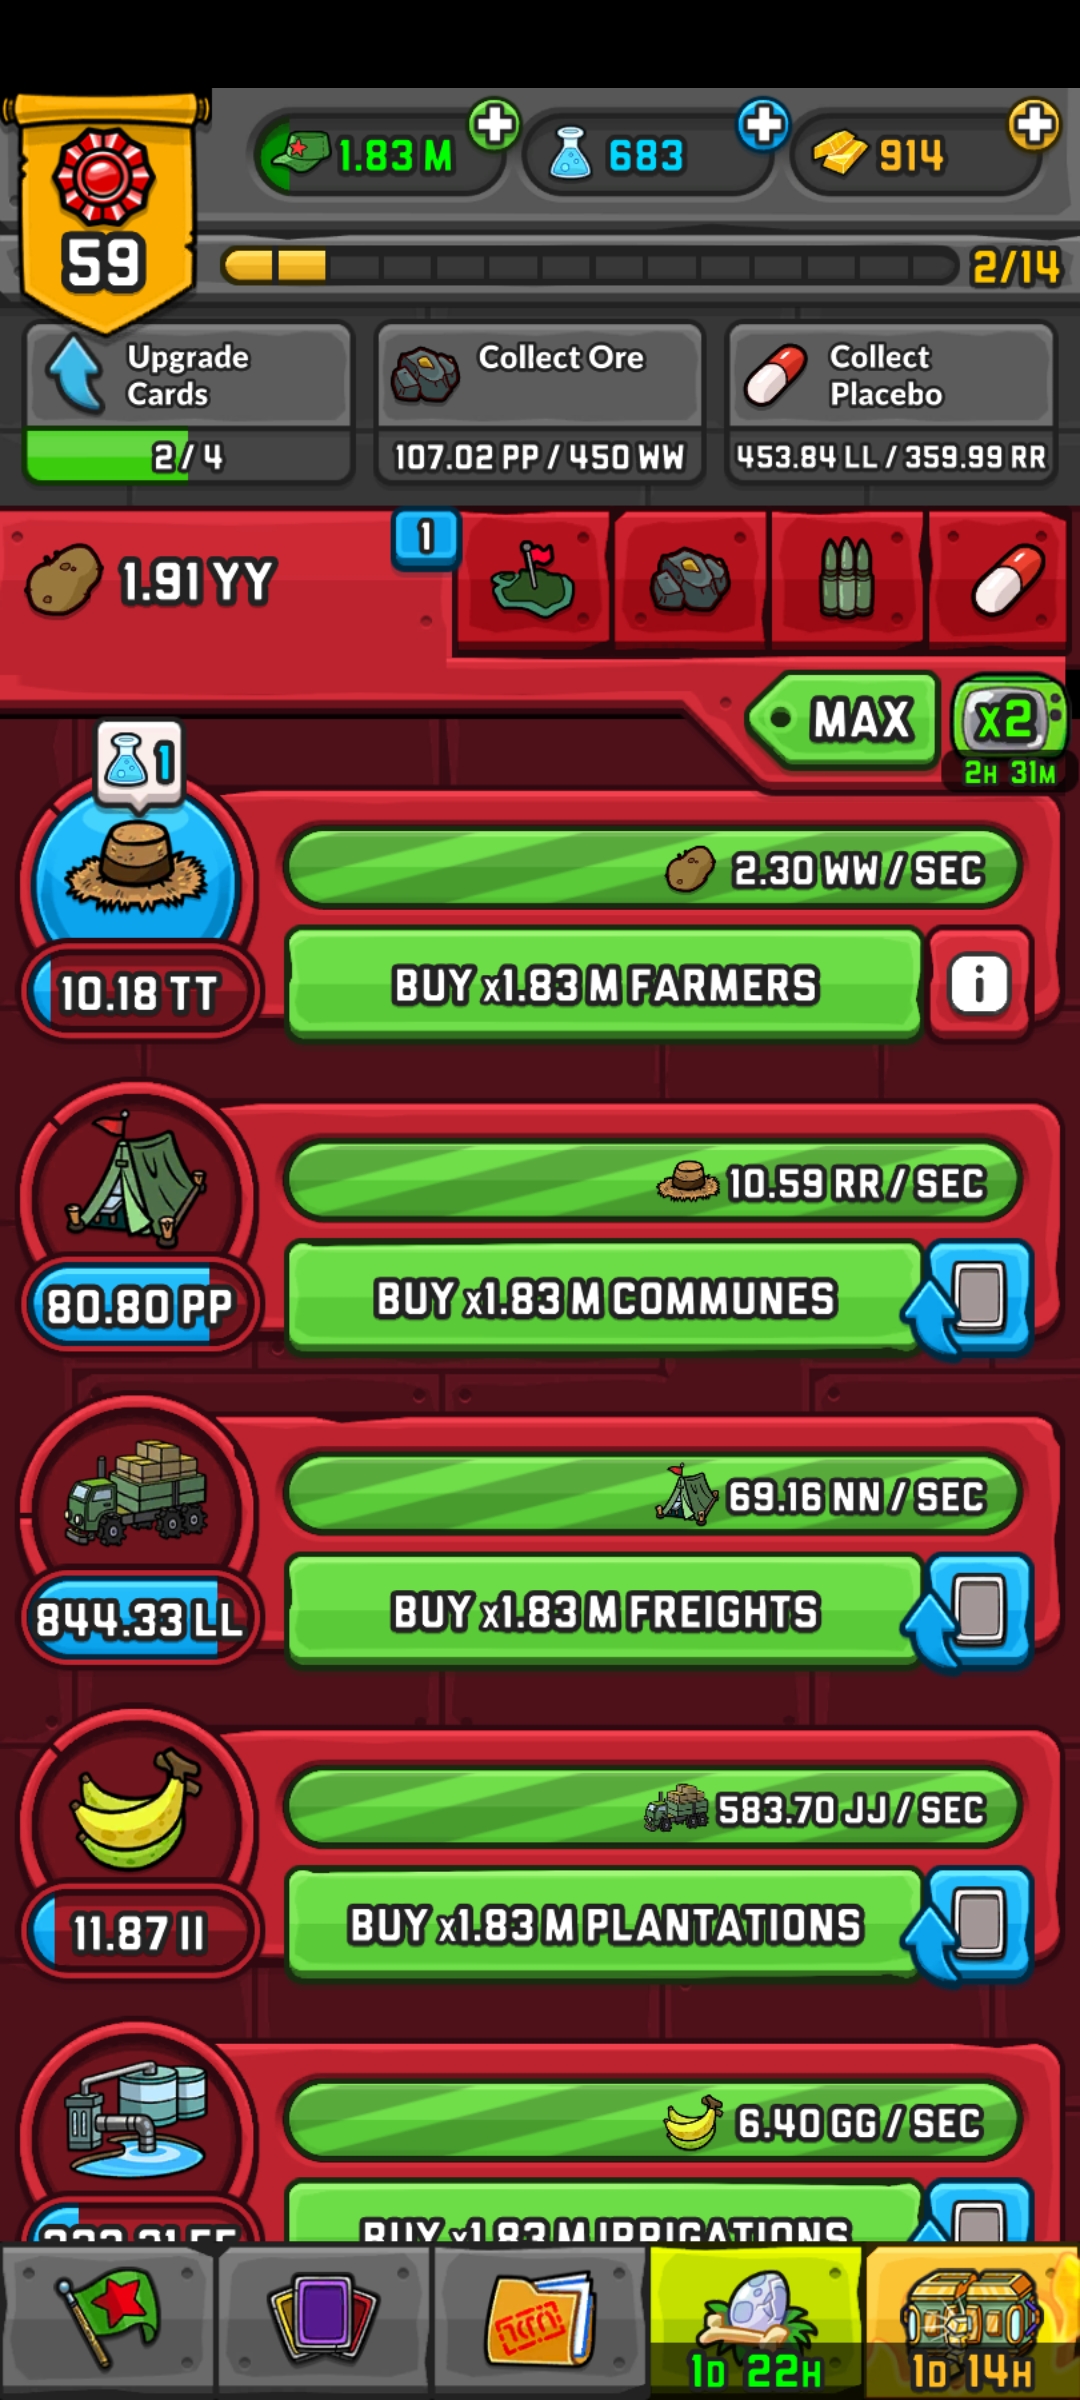 1.83 M
683
914
59
2/14
Upgrade
Cards
2/4
Collect Ore
107.02 PP / 450 WW
Collect
Placebo
453.84 LL / 359.99 RR
1.91 YY
1
MAX
x2
2H 31M
1
2.30 WW / SEC
10.18 TT
BUY x1.83 M FARMERS
i
10.59 RR / SEC
80.80 PP
BUY x1.83 M COMMUNES
69.16 NN / SEC
844.33 LL
BUY x1.83 M FREIGHTS
583.70 JJ / SEC
11.87 II
BUY x1.83 M PLANTATIONS
6.40 GG / SEC
BUY x1.83 M IRRIGATIONS
1D 22H
1D 14H